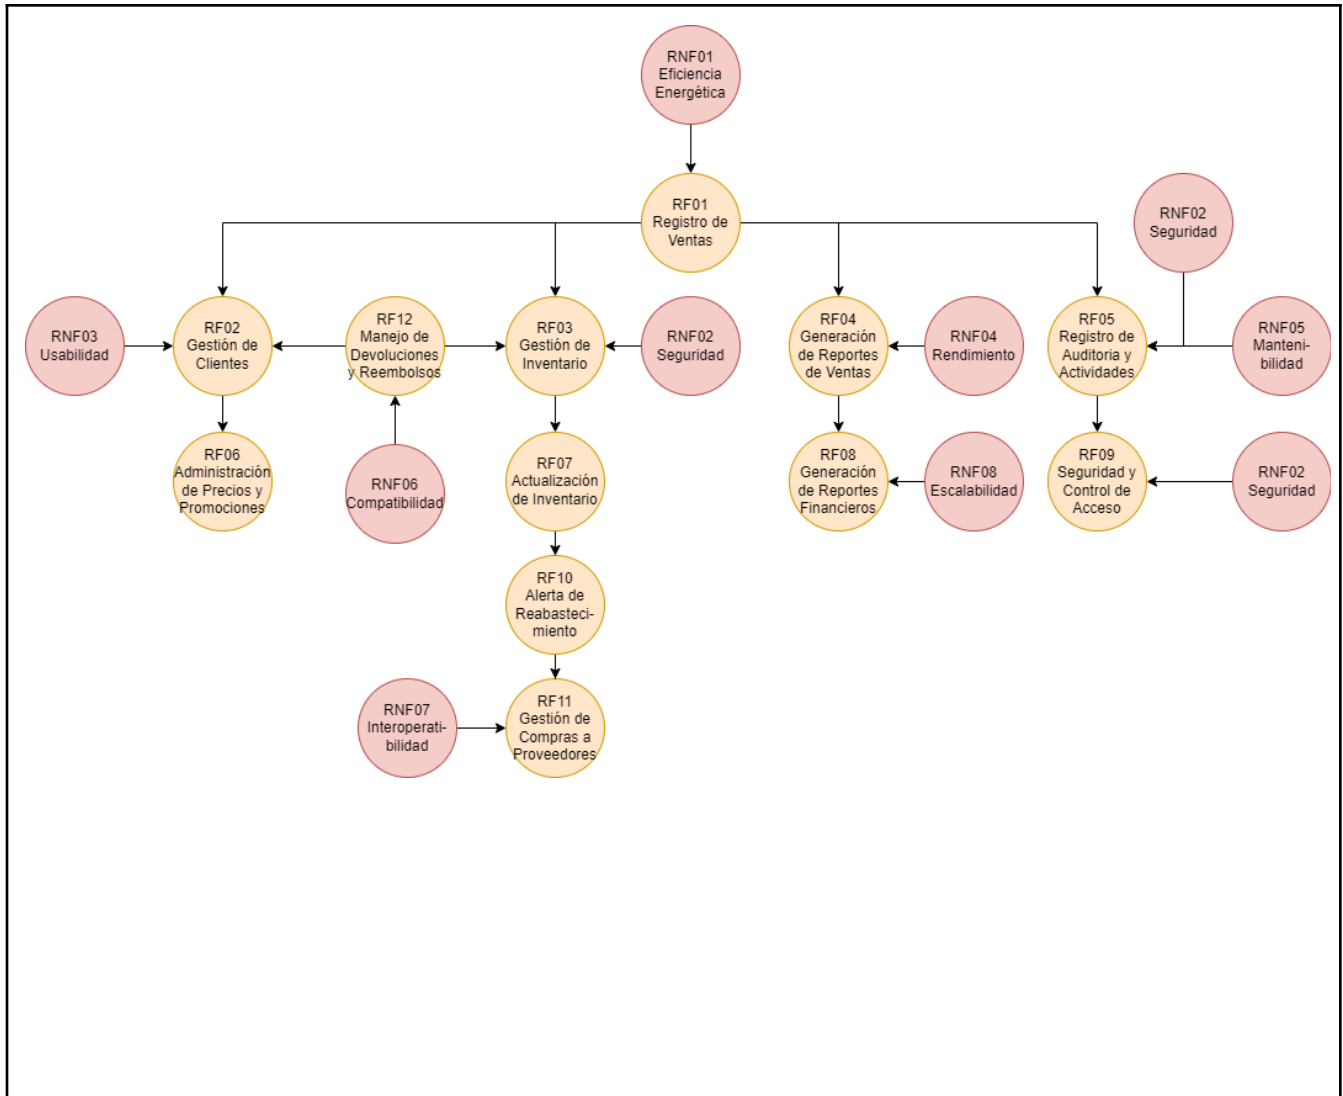 RNF01
Eficiencia
Energética
RF01
Registro de
Ventas
RNF02
Seguridad
RNF03
Usabilidad
RF02
Gestión de
Clientes
RF12
Manejo de
Devoluciones
y Reembolsos
RF03
Gestión de
Inventario
RNF02
Seguridad
RF04
Generación
de Reportes
de Ventas
RNF04
Rendimiento
RF05
Registro de
Auditoria y
Actividades
RNF05
Manteni-
bilidad
RF06
Administración
de Precios y
Promociones
RNF06
Compatibilidad
RF07
Actualización
de Inventario
RF08
Generación
de Reportes
Financieros
RNF08
Escalabilidad
RF09
Seguridad y
Control de
Acceso
RNF02
Seguridad
RF10
Alerta de
Reabasteci-
miento
RNF07
Interoperati-
bilidad
RF11
Gestión de
Compras a
Proveedores